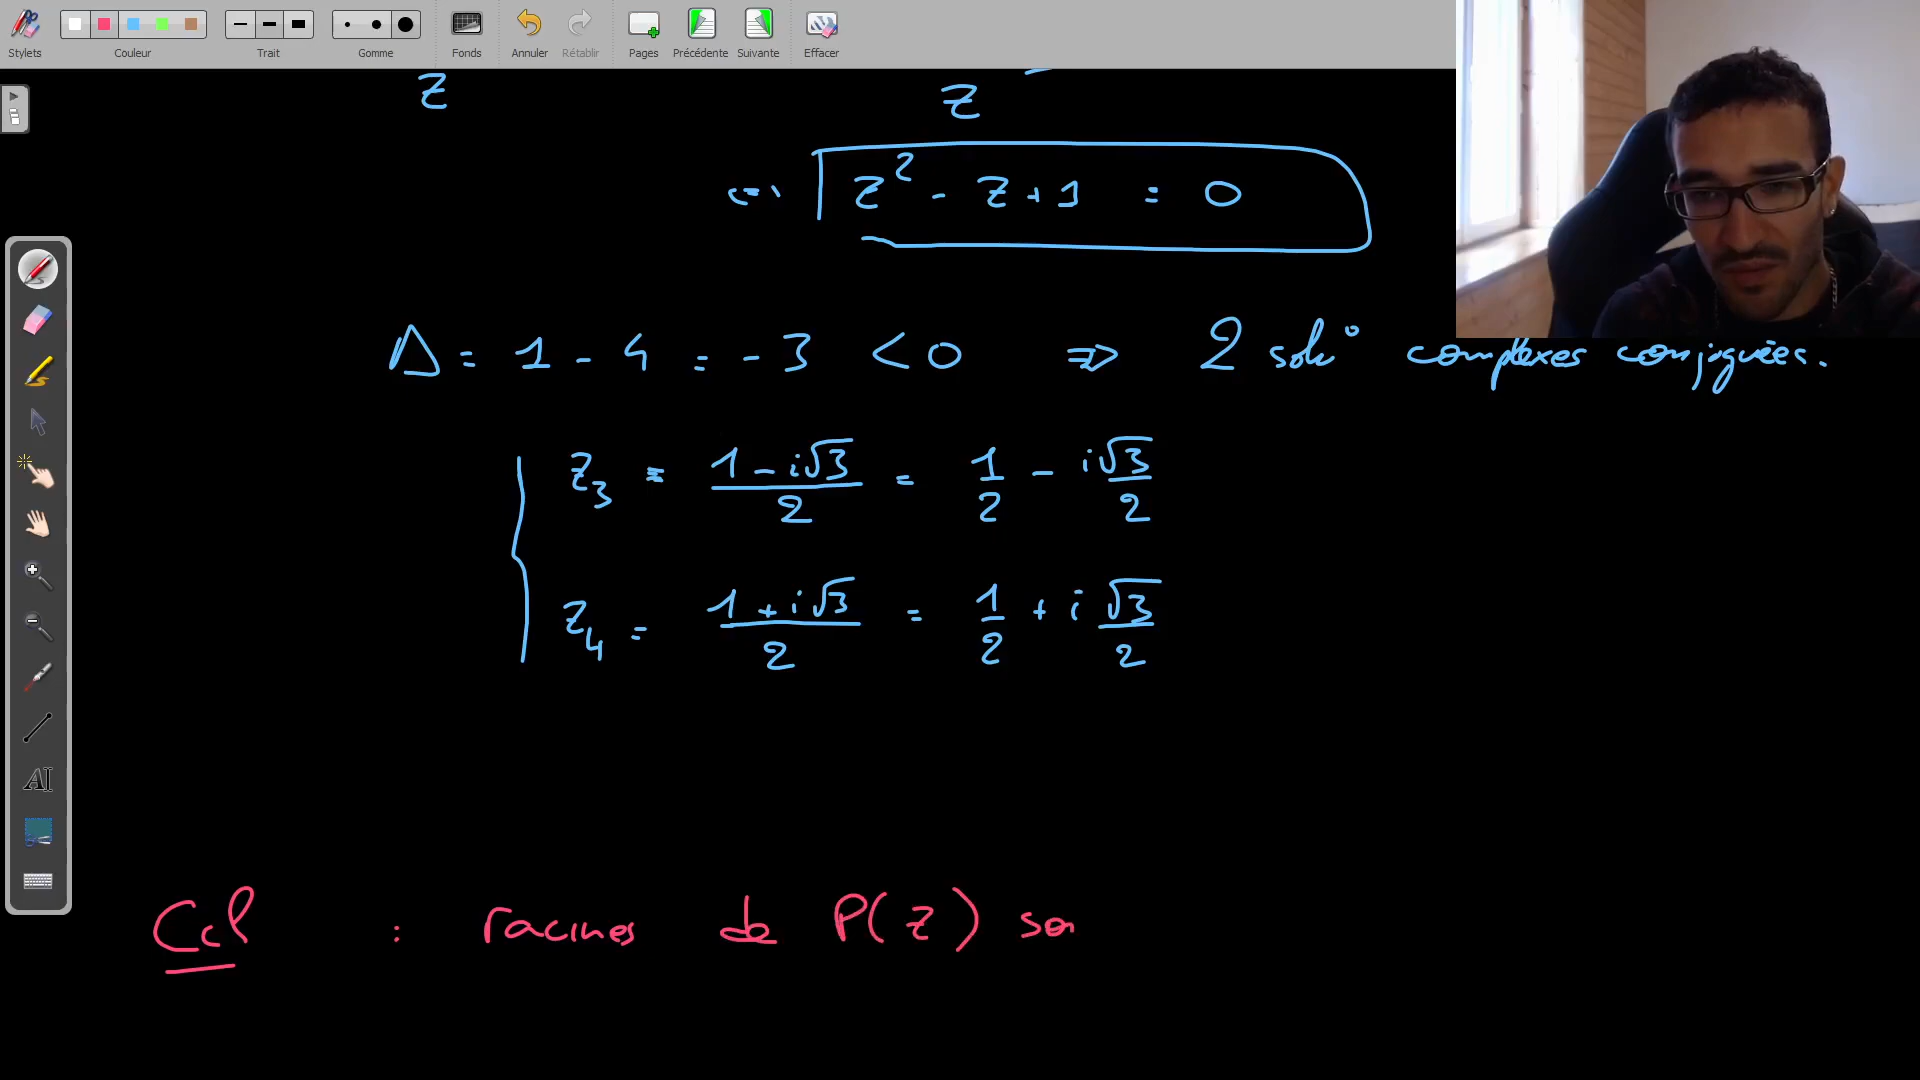 Stylets Couleur Trait Gomme Fonds Annuler Rétablir Pages Précédente Suivante Effacer
z z
z² - z + 1 = 0
Δ = 1 - 4 = -3 < 0 ⇒ 2 solu° complexes conjuguées.
z₃ = (1 - i√3)/2 = 1/2 - i√3/2
z₄ = (1 + i√3)/2 = 1/2 + i √3/2
Ccl : racines de P(z) son
AI